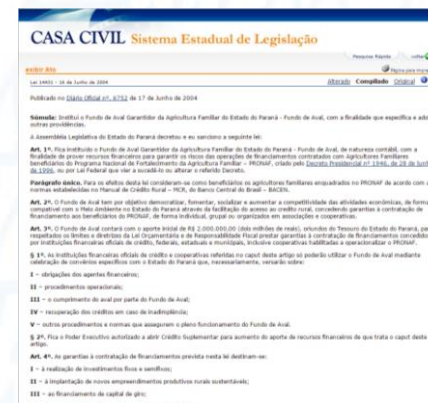 CASA CIVIL Sistema Estadual de Legislação
Pesquisa Rápida
exibir Ato
Página para impre
Lei 14431 - 16 de Junho de 2004
Alterado Compilado Original
Publicado no Diário Oficial nº. 6752 de 17 de Junho de 2004
Súmula: Institui o Fundo de Aval Garantidor da Agricultura Familiar do Estado do Paraná - Fundo de Aval, com a finalidade que especifica e ado
outras providências.
A Assembléia Legislativa do Estado do Paraná decretou e eu sanciono a seguinte lei:
Art. 1º. Fica instituído o Fundo de Aval Garantidor da Agricultura Familiar do Estado do Paraná - Fundo de Aval, de natureza contábil, com a
finalidade de prover recursos financeiros para garantir os riscos das operações de financiamentos contratados com Agricultores Familiares
beneficiários do Programa Nacional de Fortalecimento da Agricultura Familiar - PRONAF, criado pelo Decreto Presidencial nº 1946, de 28 de Junh
de 1996, ou por Lei Federal que vier a sucedê-lo ou alterar o referido Decreto.
Parágrafo único. Para os efeitos desta lei consideram-se como beneficiários os agricultores familiares enquadrados no PRONAF de acordo com a
normas estabelecidas no Manual de Crédito Rural - MCR, do Banco Central do Brasil - BACEN.
Art. 2º. O Fundo de Aval tem por objetivo democratizar, fomentar, socializar e aumentar a competitividade das atividades econômicas, de forma
compatível com o Meio Ambiente no Estado do Paraná através da facilitação do acesso ao crédito rural, concedendo garantias à contratação de
financiamento aos beneficiários do PRONAF, de forma individual, grupal ou organizados em associações e cooperativas.
Art. 3º. O Fundo de Aval contará com o aporte inicial de R$ 2.000.000,00 (dois milhões de reais), oriundos do Tesouro do Estado do Paraná, pa
respeitados os limites e diretrizes da Lei Orçamentária e de Responsabilidade Fiscal prestar garantias à contratação de financiamentos concedido
por instituições financeiras oficiais de crédito, federais, estaduais e municipais, inclusive cooperativas habilitadas a operacionalizar o PRONAF.
§ 1º. As instituições financeiras oficiais de crédito e cooperativas referidas no caput deste artigo só poderão utilizar o Fundo de Aval mediante
celebração de convênios específicos com o Estado do Paraná que, necessariamente, versarão sobre:
I - obrigações dos agentes financeiros;
II - procedimentos operacionais;
III - o cumprimento do aval por parte do Fundo de Aval;
IV - recuperação dos créditos em caso de inadimplência;
V - outros procedimentos e normas que assegurem o pleno funcionamento do Fundo de Aval.
§ 2º. Fica o Poder Executivo autorizado a abrir Crédito Suplementar para aumento do aporte de recursos financeiros de que trata o caput deste
artigo.
Art. 4º. As garantias à contratação de financiamentos prevista nesta lei destinam-se:
I - à realização de investimentos fixos e semifixos;
II - à implantação de novos empreendimentos produtivos rurais sustentáveis;
III - ao financiamento de capital de giro;